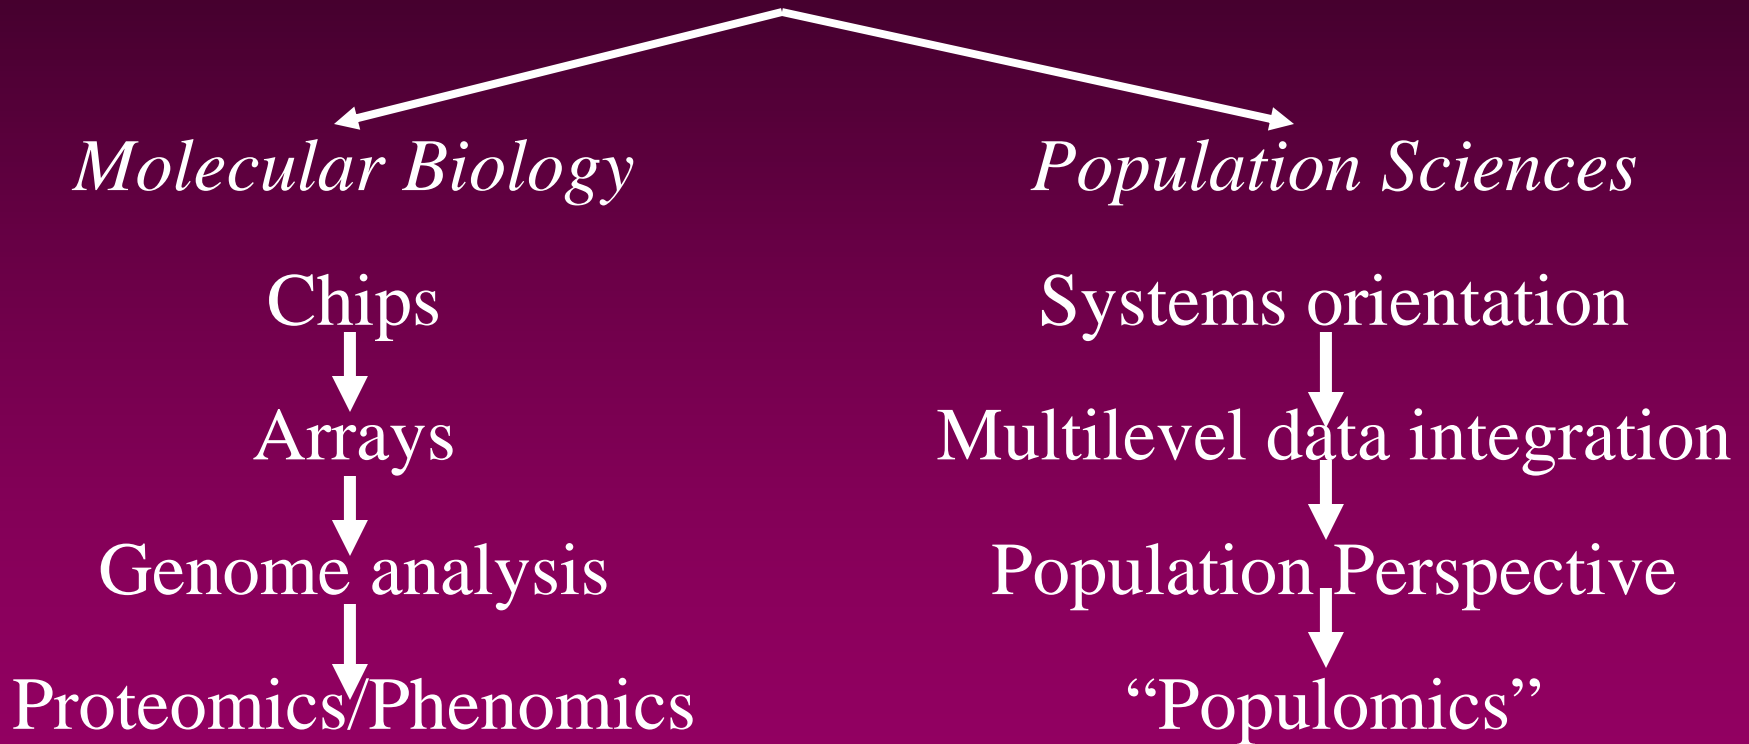 Molecular Biology
Chips
Arrays
Genome analysis
Proteomics/Phenomics
Population Sciences
Systems orientation
Multilevel data integration
Population Perspective
“Populomics”